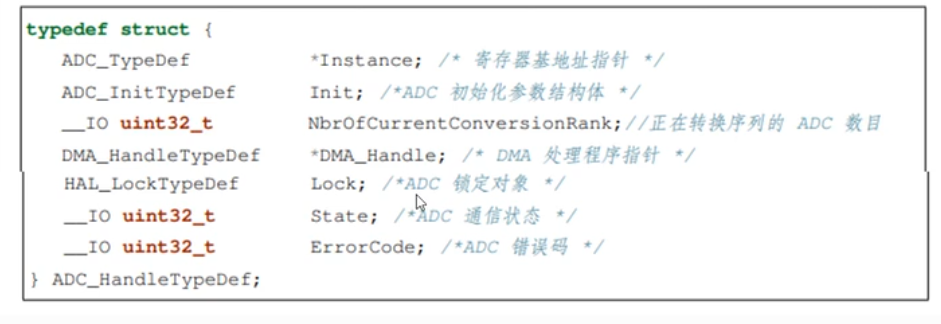 typedef struct {
ADC_TypeDef *Instance; /* 寄存器基地址指针 */
ADC_InitTypeDef Init; /*ADC 初始化参数结构体 */
__IO uint32_t NbrOfCurrentConversionRank;//正在转换序列的 ADC 数目
DMA_HandleTypeDef *DMA_Handle; /* DMA 处理程序指针 */
HAL_LockTypeDef Lock; /*ADC 锁定对象 */
__IO uint32_t State; /*ADC 通信状态 */
__IO uint32_t ErrorCode; /*ADC 错误码 */
} ADC_HandleTypeDef;